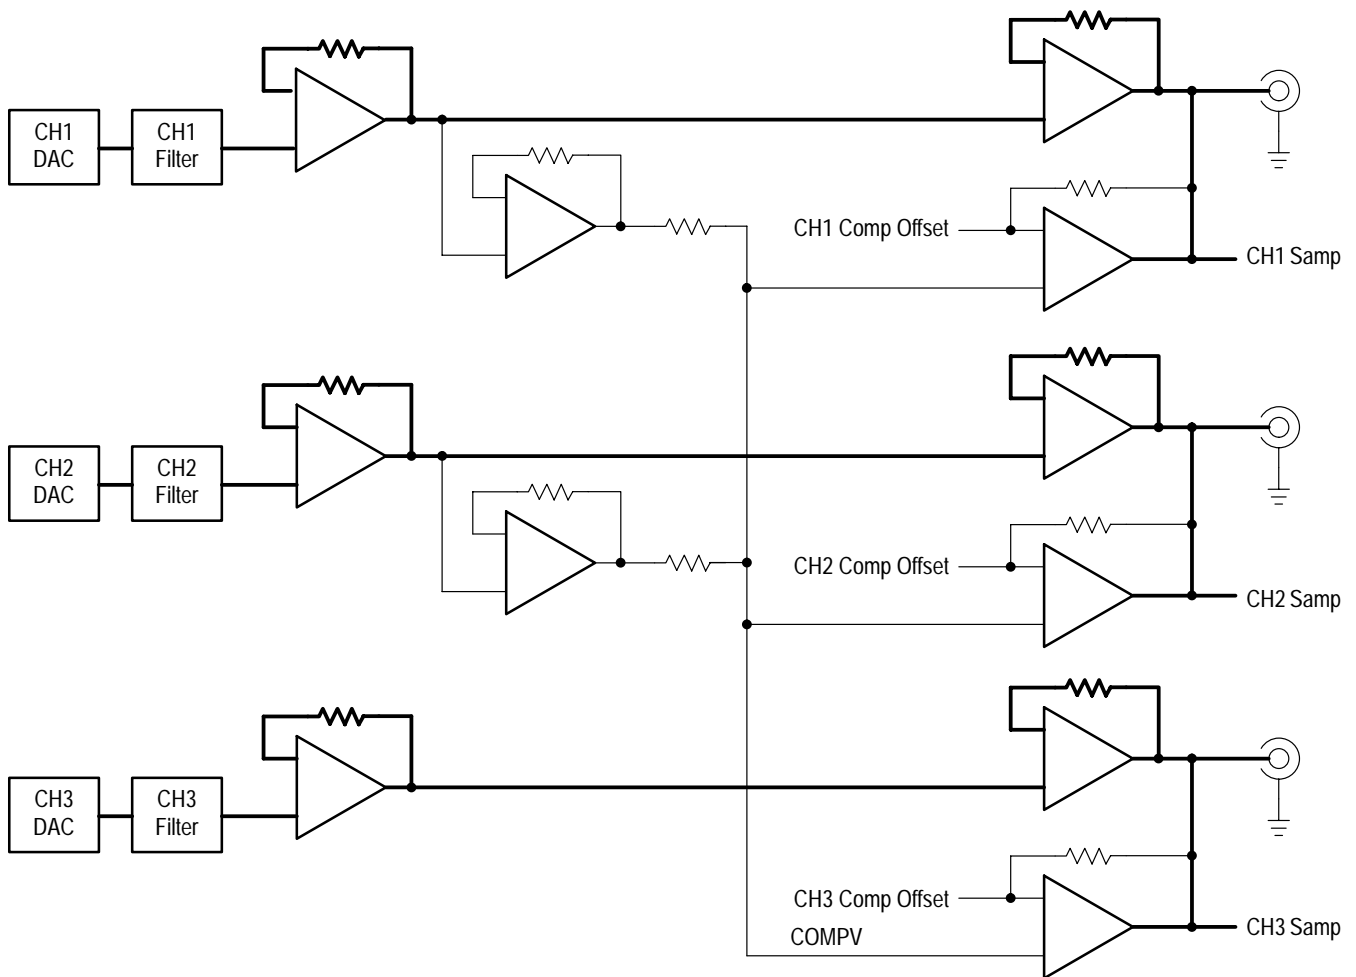 CH1
DAC
CH1
Filter
CH1 Comp Offset
CH1 Samp
CH2
DAC
CH2
Filter
CH2 Comp Offset
CH2 Samp
CH3
DAC
CH3
Filter
CH3 Comp Offset
COMPV
CH3 Samp